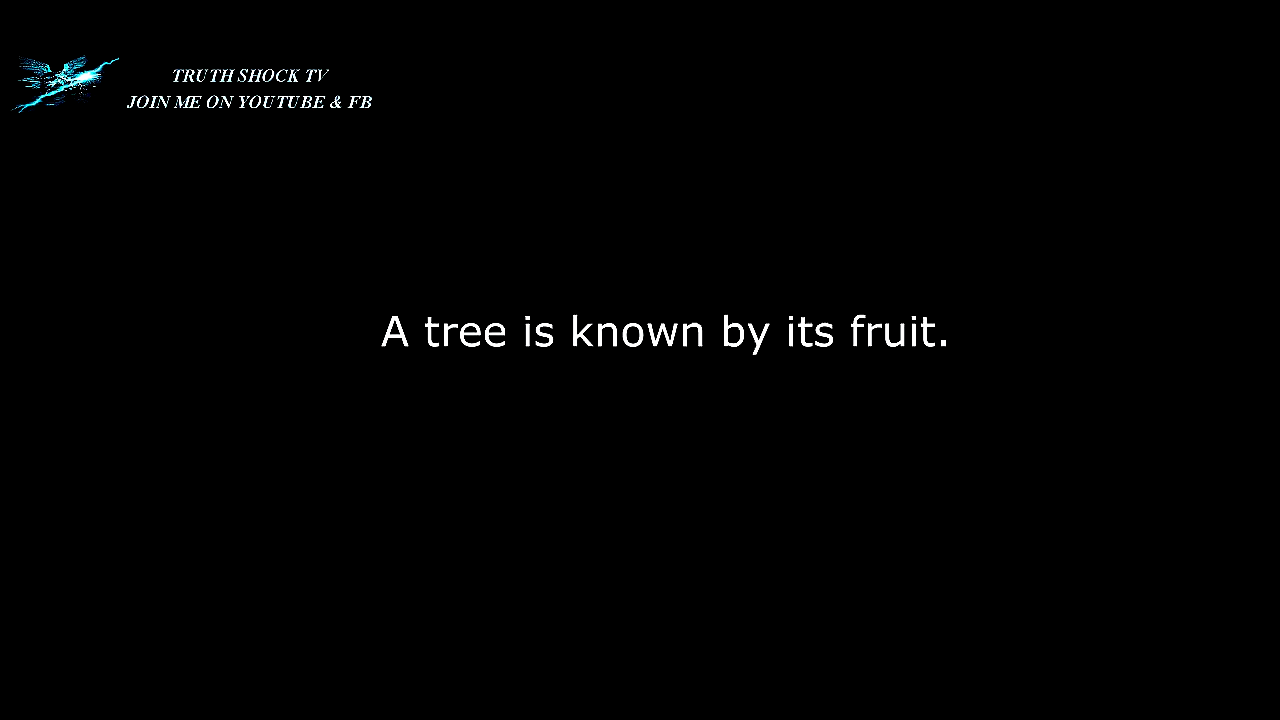 TRUTH SHOCK TV
JOIN ME ON YOUTUBE & FB
A tree is known by its fruit.